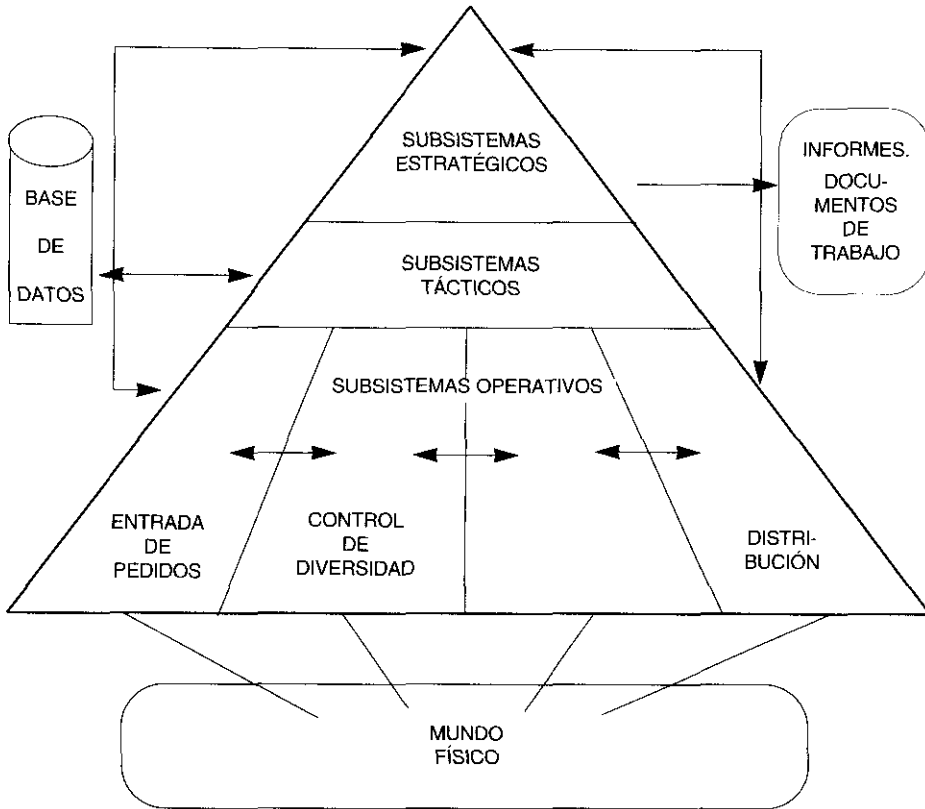 SUBSISTEMAS
ESTRATÉGICOS
INFORMES.
DOCU-
MENTOS
DE
TRABAJO
BASE
DE
DATOS
SUBSISTEMAS
TÁCTICOS
SUBSISTEMAS OPERATIVOS
ENTRADA
DE
PEDIDOS
CONTROL
DE
DIVERSIDAD
DISTRI-
BUCIÓN
MUNDO
FÍSICO